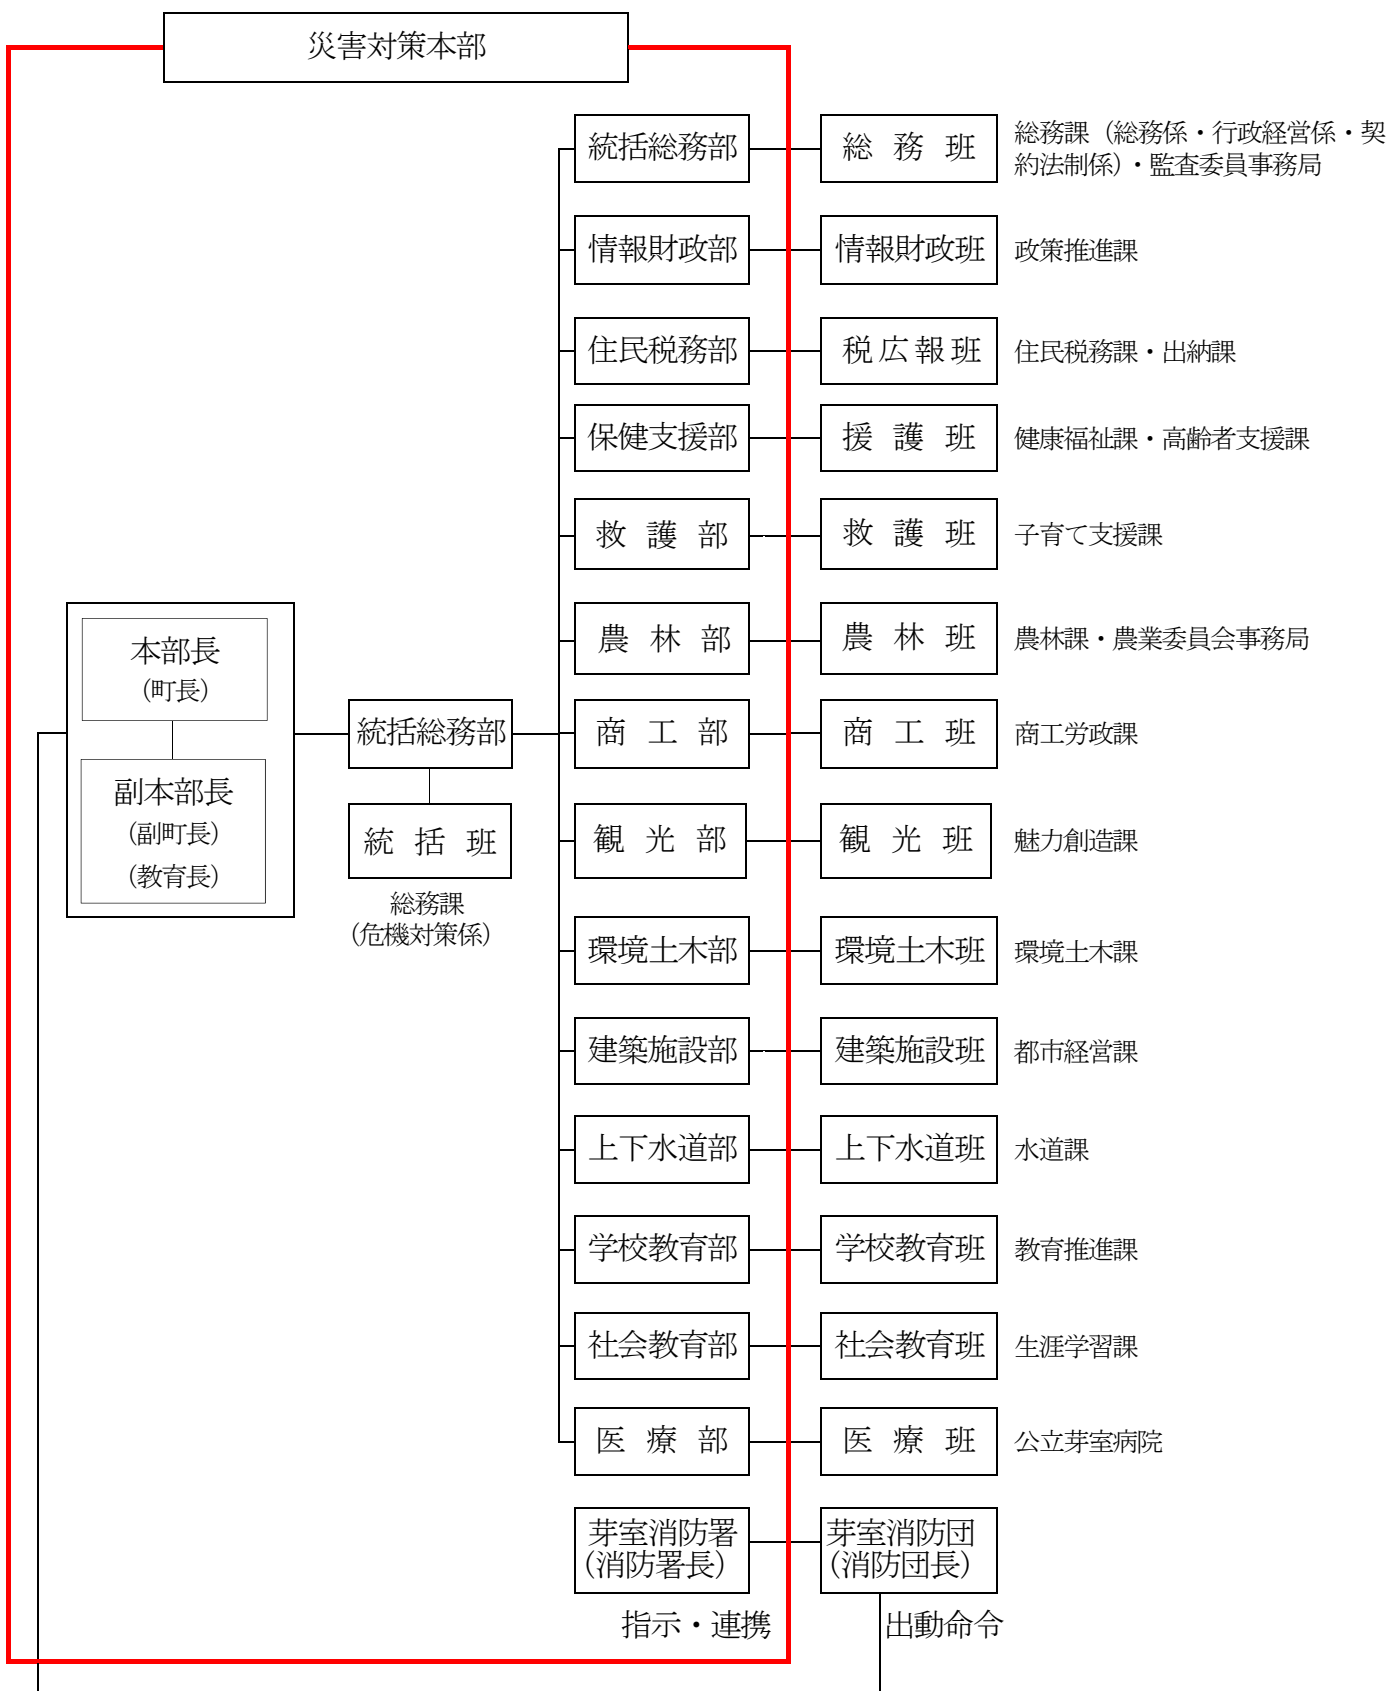 災害対策本部
統括総務部
総務班
総務課（総務係・行政経営係・契
約法制係）・監査委員事務局
情報財政部
情報財政班
政策推進課
住民税務部
税広報班
住民税務課・出納課
保健支援部
援護班
健康福祉課・高齢者支援課
救護部
救護班
子育て支援課
農林部
農林班
農林課・農業委員会事務局
本部長
（町長）
副本部長
（副町長）
（教育長）
統括総務部
統括班
総務課
（危機対策係）
商工部
商工班
商工労政課
観光部
観光班
魅力創造課
環境土木部
環境土木班
環境土木課
建築施設部
建築施設班
都市経営課
上下水道部
上下水道班
水道課
学校教育部
学校教育班
教育推進課
社会教育部
社会教育班
生涯学習課
医療部
医療班
公立芽室病院
芽室消防署
（消防署長）
芽室消防団
（消防団長）
指示・連携
出動命令